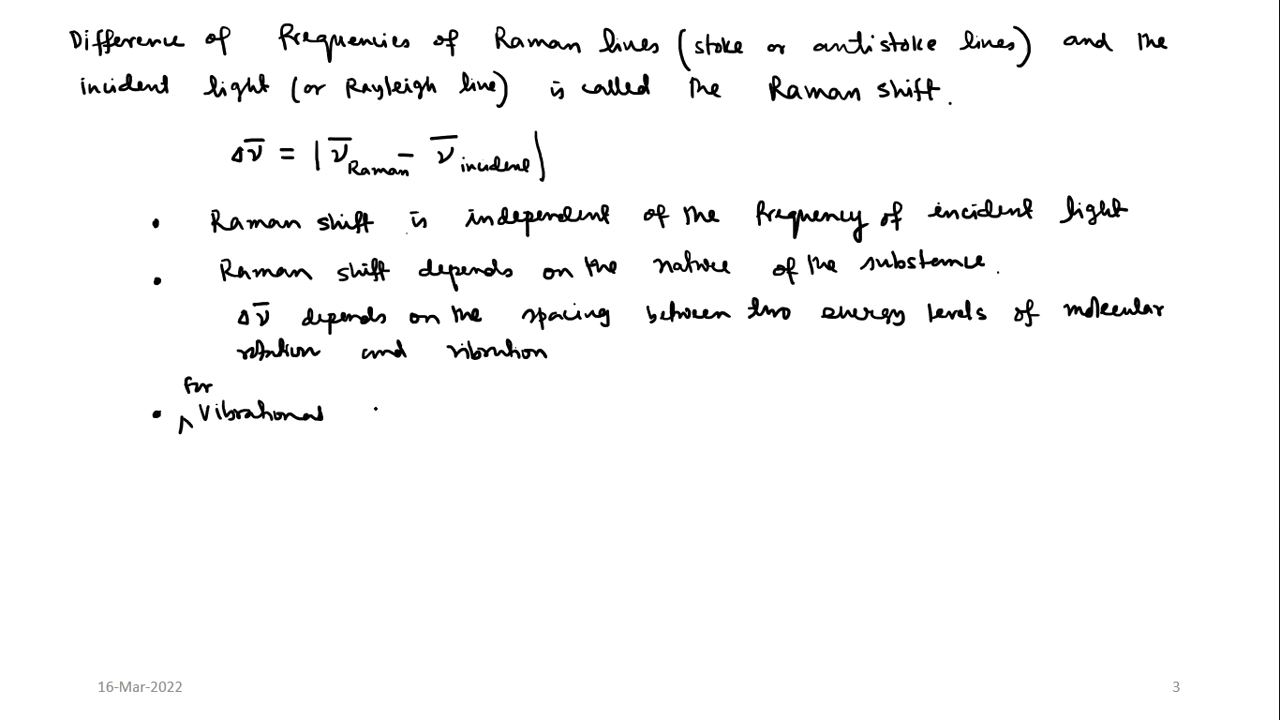 Difference of frequencies of Raman lines (stoke or antistoke lines) and the
incident light (or Rayleigh line) is called the Raman shift.
Δν̅ = |ν̅Raman - ν̅incident|
• Raman shift is independent of the frequency of incident light
• Raman shift depends on the nature of the substance.
Δν̅ depends on the spacing between two energy levels of molecular
rotation and vibration
for
• ^ Vibrational
16-Mar-2022
3